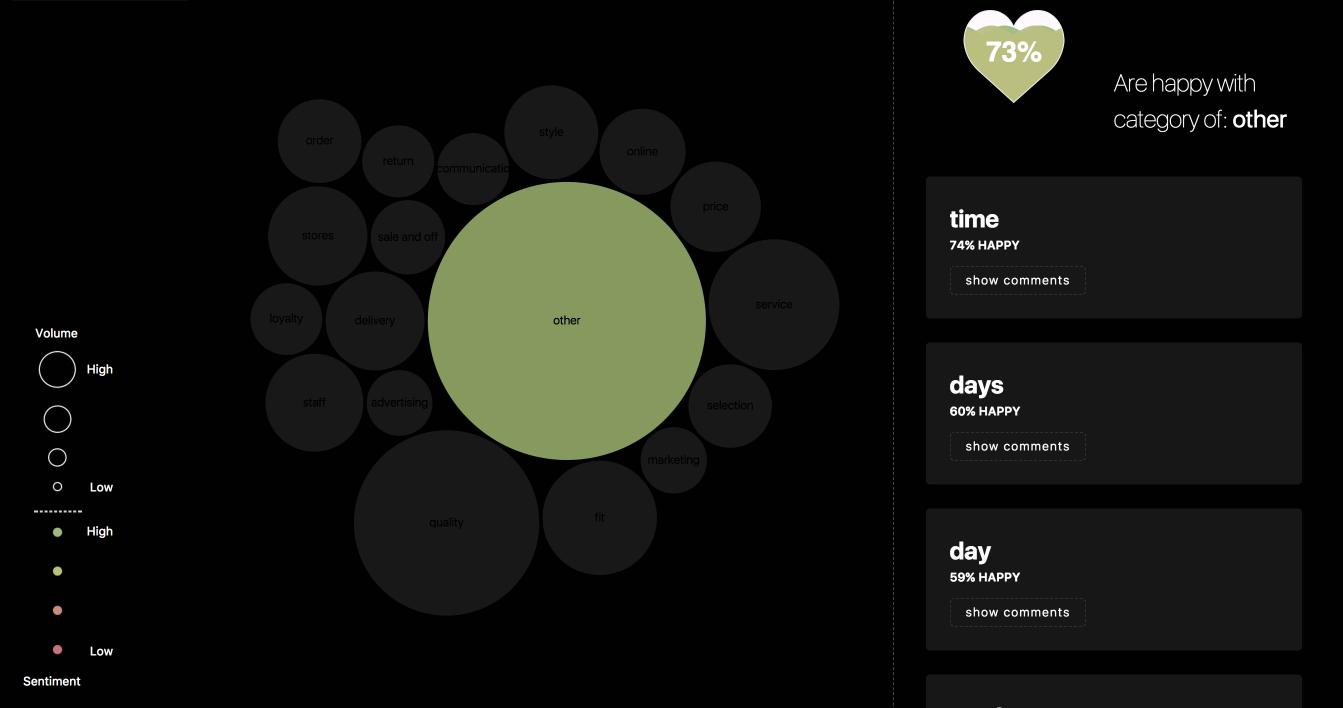 order
return
communicatio
style
online
price
stores
sale and off
service
loyalty
delivery
other
staff
advertising
selection
marketing
quality
fit
Volume
High
Low
High
Low
Sentiment
73%
Are happy with
category of: other
time
74% HAPPY
show comments
days
60% HAPPY
show comments
day
59% HAPPY
show comments